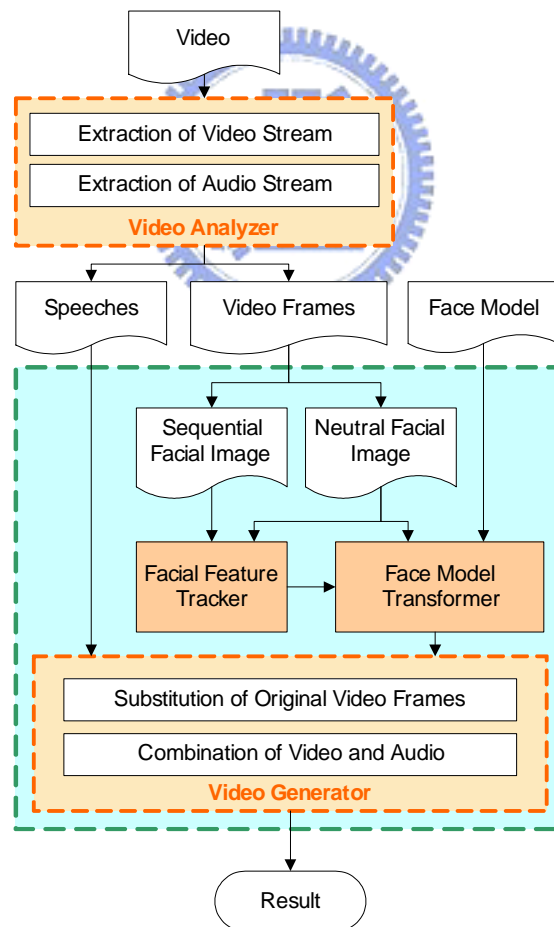 Video
Extraction of Video Stream
Extraction of Audio Stream
Video Analyzer
Speeches
Video Frames
Face Model
Sequential
Facial Image
Neutral Facial
Image
Facial Feature
Tracker
Face Model
Transformer
Substitution of Original Video Frames
Combination of Video and Audio
Video Generator
Result